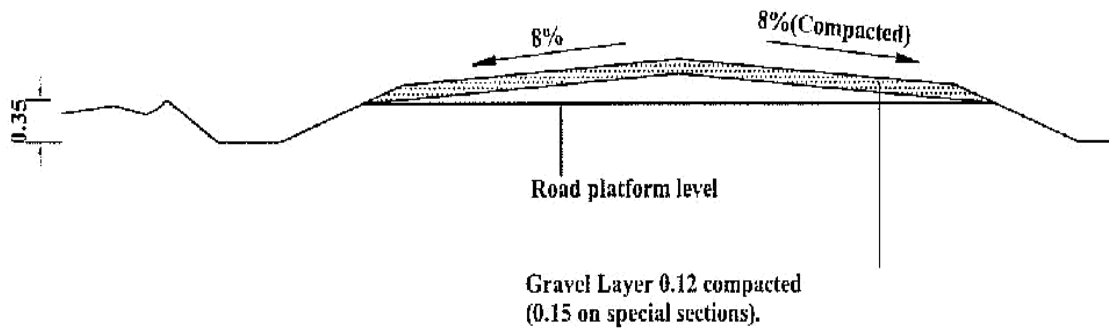 8%
8%(Compacted)
0.35
Road platform level
Gravel Layer 0.12 compacted
(0.15 on special sections).